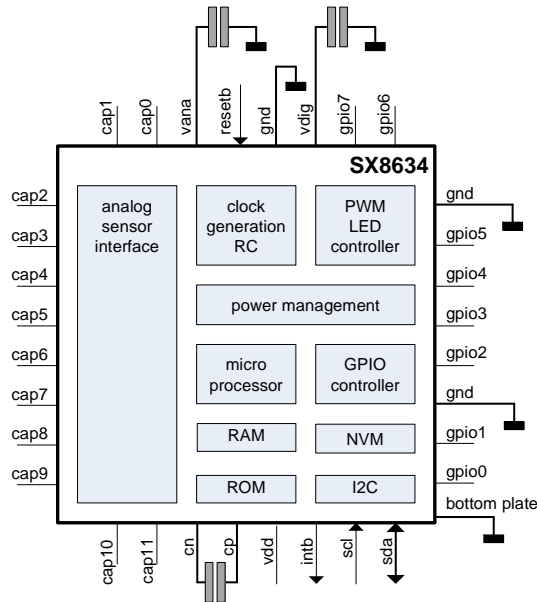 cap1
cap0
vana
resetb
gnd
vdig
gpio7
gpio6
SX8634
cap2
cap3
cap4
cap5
cap6
cap7
cap8
cap9
analog
sensor
interface
clock
generation
RC
PWM
LED
controller
power management
micro
processor
GPIO
controller
RAM
NVM
ROM
I2C
gnd
gpio5
gpio4
gpio3
gpio2
gnd
gpio1
gpio0
bottom plate
cap10
cap11
cn
cp
vdd
intb
scl
sda